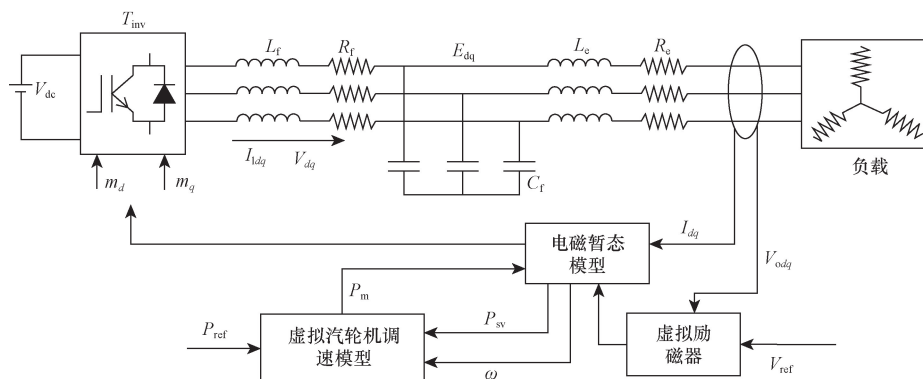 T_inv
L_f
R_f
E_dq
L_e
R_e
V_dc
I_ldq
V_dq
C_f
负载
m_d
m_q
电磁暂态
模型
I_dq
V_odq
P_m
P_sv
P_ref
虚拟汽轮机调
速模型
虚拟励
磁器
ω
V_ref